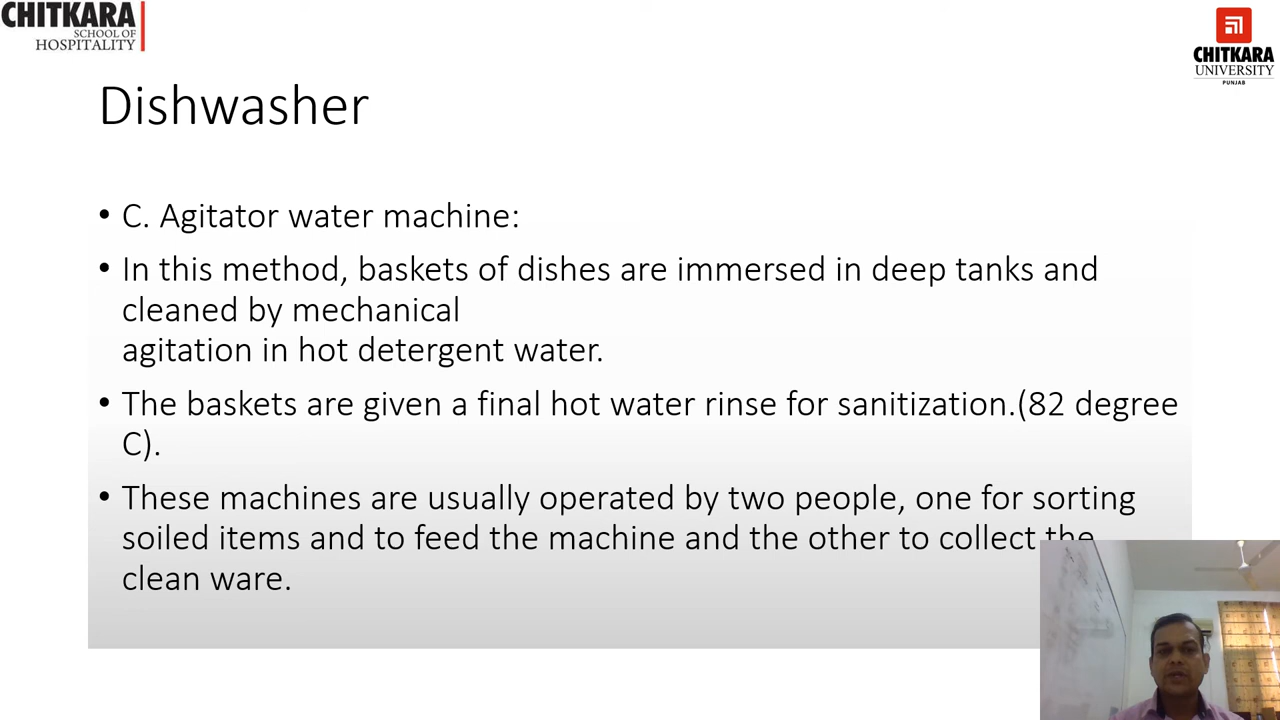 CHITKARA
SCHOOL OF
HOSPITALITY
CHITKARA
UNIVERSITY
PUNJAB
Dishwasher
• C. Agitator water machine:
• In this method, baskets of dishes are immersed in deep tanks and
cleaned by mechanical
agitation in hot detergent water.
• The baskets are given a final hot water rinse for sanitization.(82 degree
C).
• These machines are usually operated by two people, one for sorting
soiled items and to feed the machine and the other to collect the
clean ware.